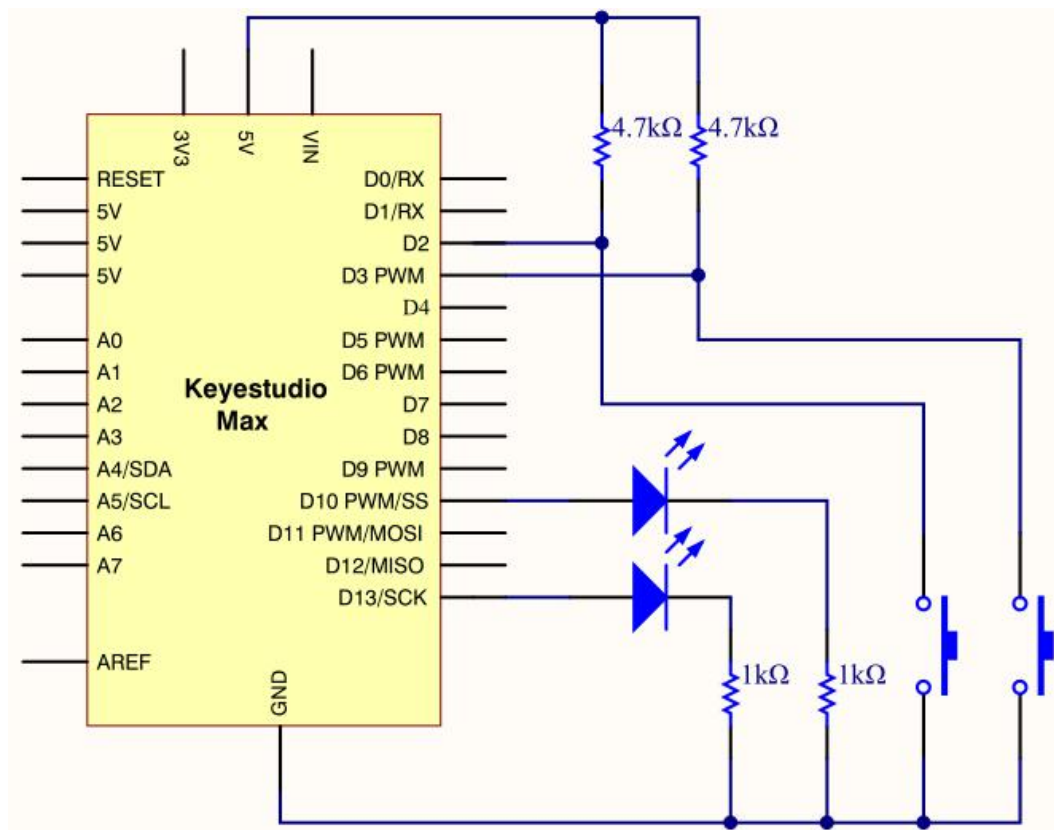 3V3
5V
VIN
4.7kΩ
4.7kΩ
RESET
5V
5V
5V
A0
A1
A2
A3
A4/SDA
A5/SCL
A6
A7
AREF
Keyestudio
Max
D0/RX
D1/RX
D2
D3 PWM
D4
D5 PWM
D6 PWM
D7
D8
D9 PWM
D10 PWM/SS
D11 PWM/MOSI
D12/MISO
D13/SCK
GND
1kΩ
1kΩ